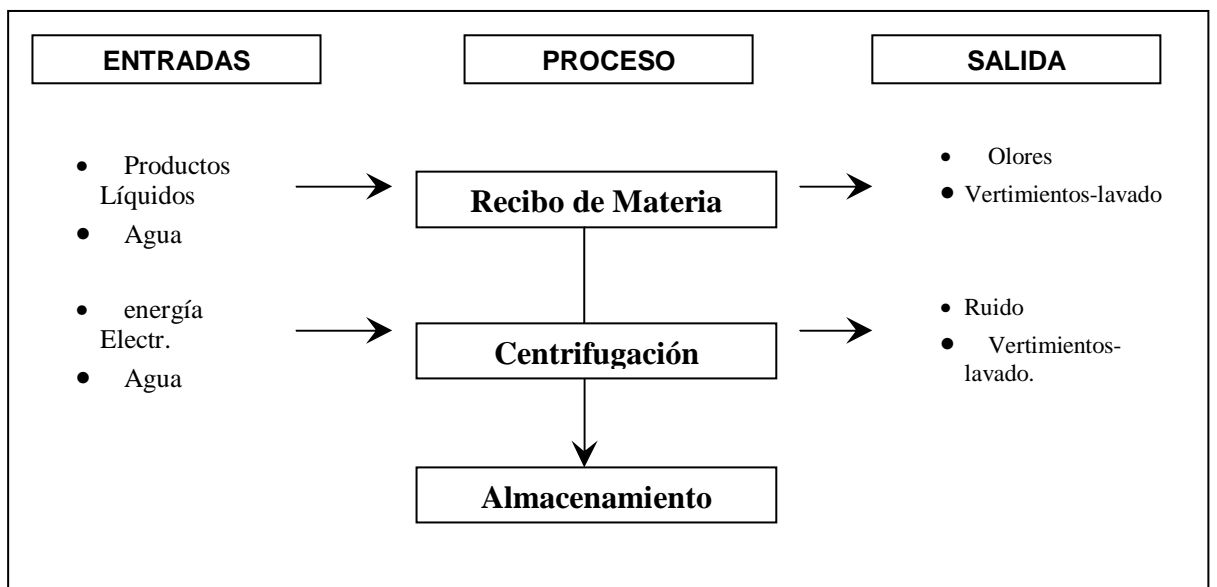 ENTRADAS
PROCESO
SALIDA
• Productos
Líquidos
• Agua
Recibo de Materia
• Olores
• Vertimientos-lavado
• energía
Electr.
• Agua
Centrifugación
• Ruido
• Vertimientos-
lavado.
Almacenamiento